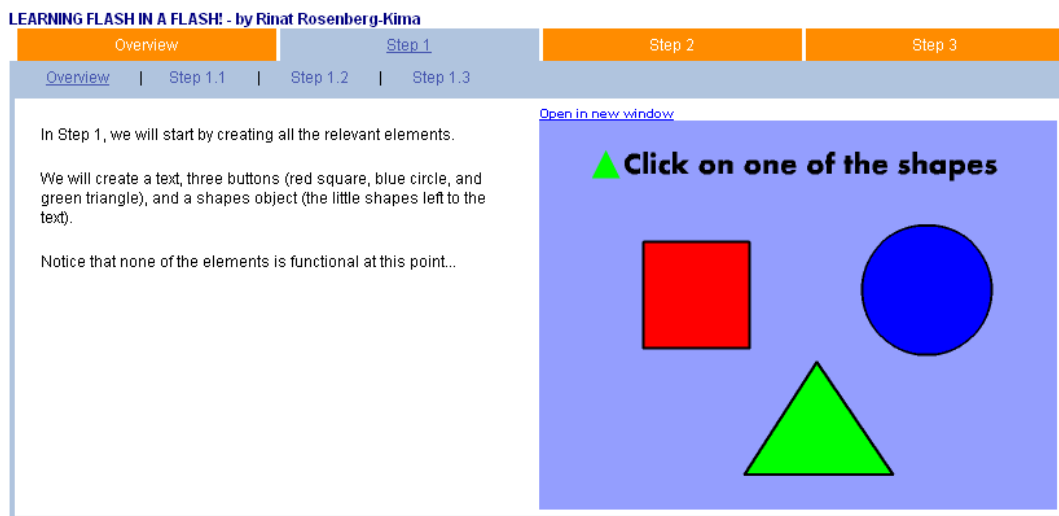 LEARNING FLASH IN A FLASH! - by Rinat Rosenberg-Kima
Overview Step 1 Step 2 Step 3
Overview | Step 1.1 | Step 1.2 | Step 1.3
In Step 1, we will start by creating all the relevant elements.
We will create a text, three buttons (red square, blue circle, and
green triangle), and a shapes object (the little shapes left to the
text).
Notice that none of the elements is functional at this point...
Open in new window
Click on one of the shapes